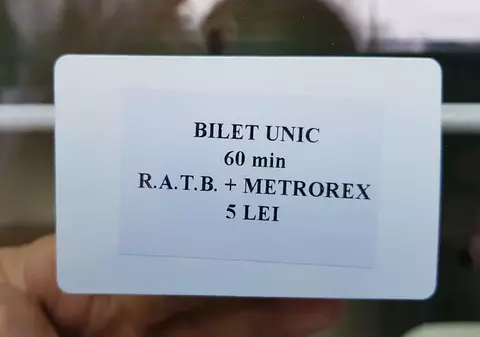 BILET UNIC
60 min
R.A.T.B. + METROREX
5 LEI